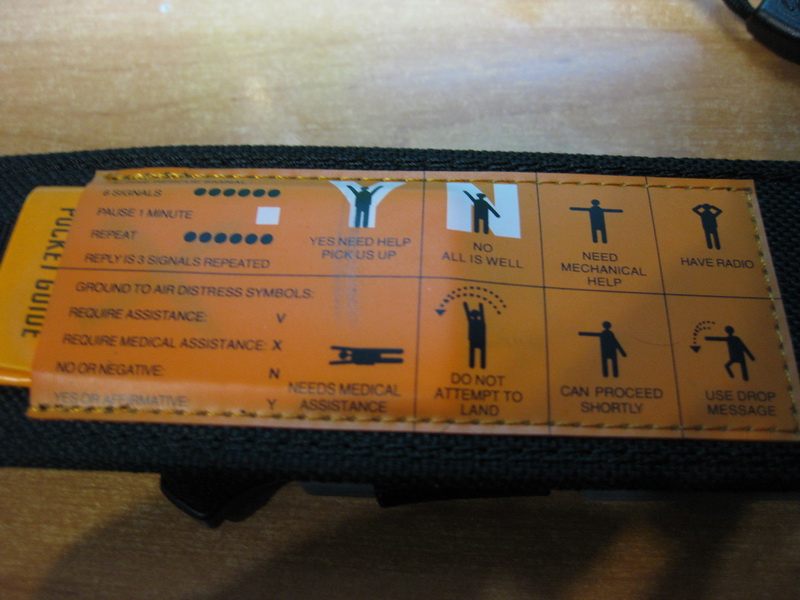 6 SIGNALS
PAUSE 1 MINUTE
REPEAT
REPLY IS 3 SIGNALS REPEATED
GROUND TO AIR DISTRESS SYMBOLS:
REQUIRE ASSISTANCE: V
REQUIRE MEDICAL ASSISTANCE: X
NO OR NEGATIVE: N
YES OR AFFIRMATIVE: Y
Y
YES NEED HELP
PICK US UP
N
NO
ALL IS WELL
NEED
MECHANICAL
HELP
HAVE RADIO
NEEDS MEDICAL
ASSISTANCE
DO NOT
ATTEMPT TO
LAND
CAN PROCEED
SHORTLY
USE DROP
MESSAGE
POCKET GUIDE